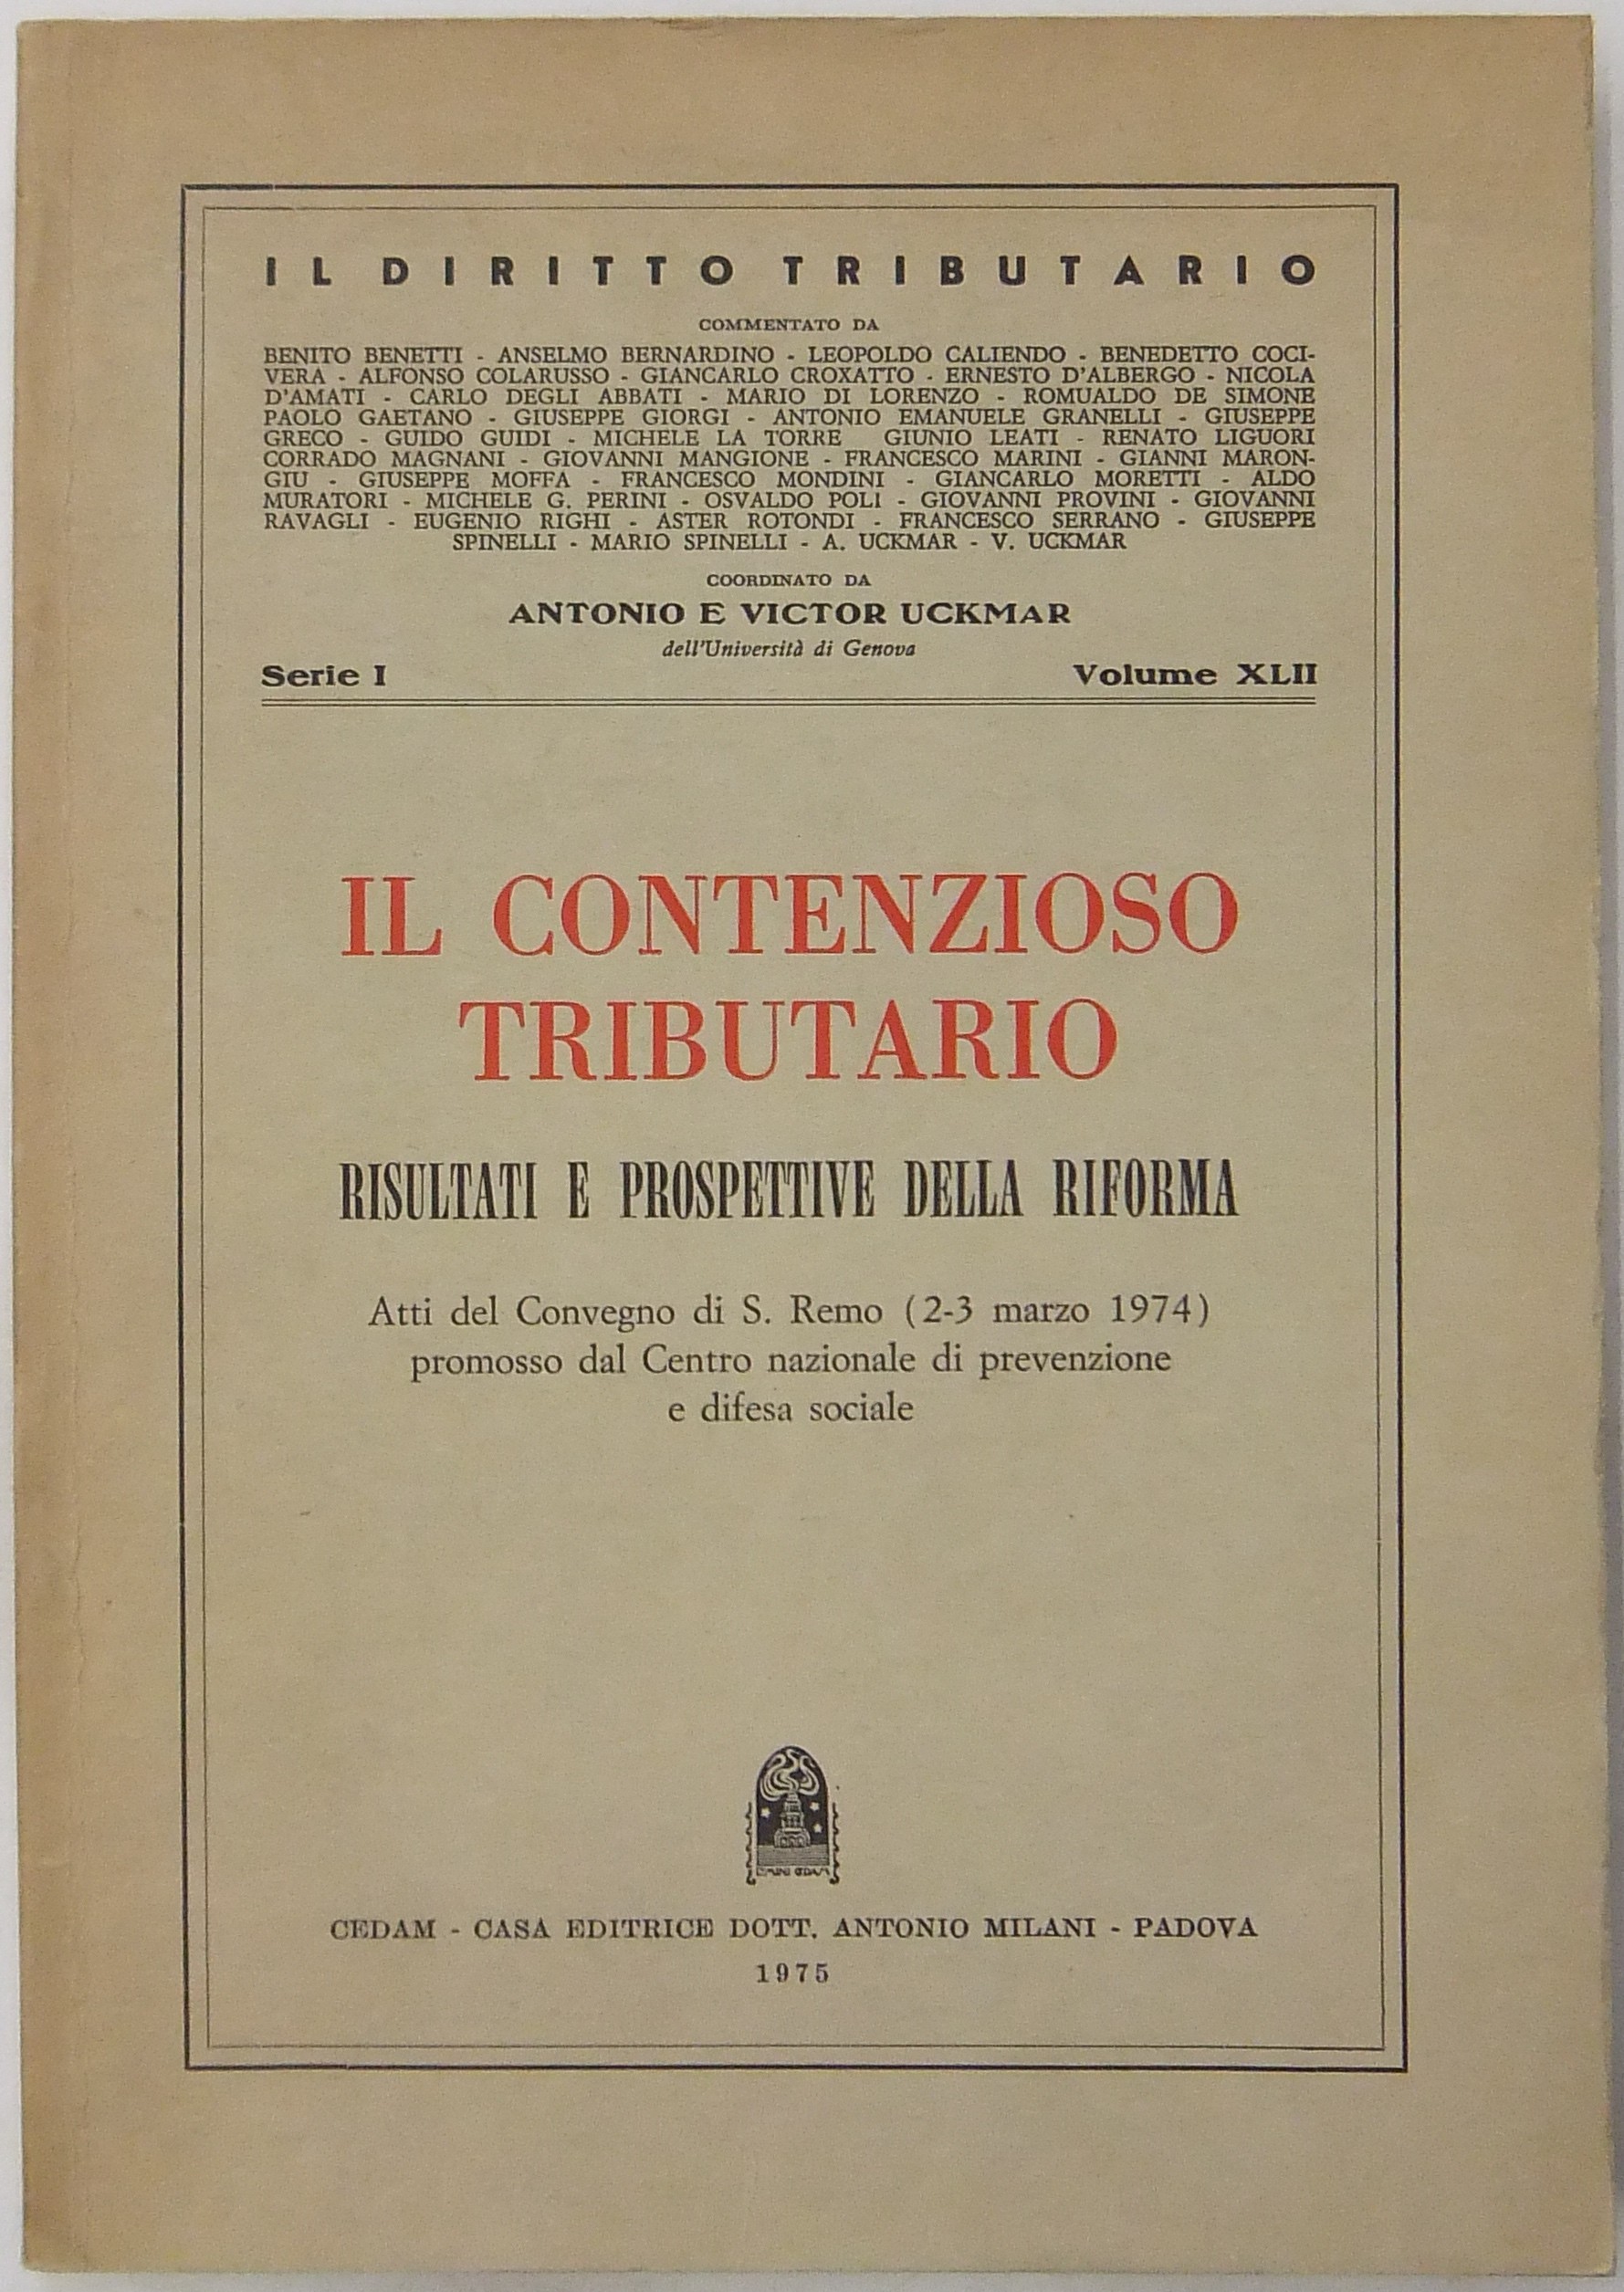 IL DIRITTO TRIBUTARIO
COMMENTATO DA
BENITO BENETTI - ANSELMO BERNARDINO - LEOPOLDO CALIENDO - BENEDETTO COCI-
VERA - ALFONSO COLARUSSO - GIANCARLO CROXATTO - ERNESTO D'ALBERGO - NICOLA
D'AMATI - CARLO DEGLI ABBATI - MARIO DI LORENZO - ROMUALDO DE SIMONE
PAOLO GAETANO - GIUSEPPE GIORGI - ANTONIO EMANUELE GRANELLI - GIUSEPPE
GRECO - GUIDO GUIDI - MICHELE LA TORRE GIUNIO LEATI - RENATO LIGUORI
CORRADO MAGNANI - GIOVANNI MANGIONE - FRANCESCO MARINI - GIANNI MARON-
GIU - GIUSEPPE MOFFA - FRANCESCO MONDINI - GIANCARLO MORETTI - ALDO
MURATORI - MICHELE G. PERINI - OSVALDO POLI - GIOVANNI PROVINI - GIOVANNI
RAVAGLI - EUGENIO RIGHI - ASTER ROTONDI - FRANCESCO SERRANO - GIUSEPPE
SPINELLI - MARIO SPINELLI - A. UCKMAR - V. UCKMAR
COORDINATO DA
ANTONIO E VICTOR UCKMAR
dell'Università di Genova
Serie I Volume XLII
IL CONTENZIOSO
TRIBUTARIO
RISULTATI E PROSPETTIVE DELLA RIFORMA
Atti del Convegno di S. Remo (2-3 marzo 1974)
promosso dal Centro nazionale di prevenzione
e difesa sociale
CEDAM - CASA EDITRICE DOTT. ANTONIO MILANI - PADOVA
1975